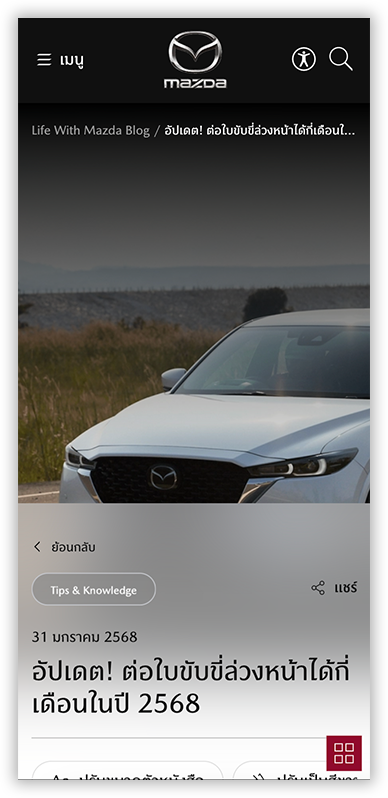 เมนู
mazda
Life With Mazda Blog / อัปเดต! ต่อใบขับขี่ล่วงหน้าได้กี่เดือนใ...
ย้อนกลับ
Tips & Knowledge
แชร์
31 มกราคม 2568
อัปเดต! ต่อใบขับขี่ล่วงหน้าได้กี่
เดือนในปี 2568